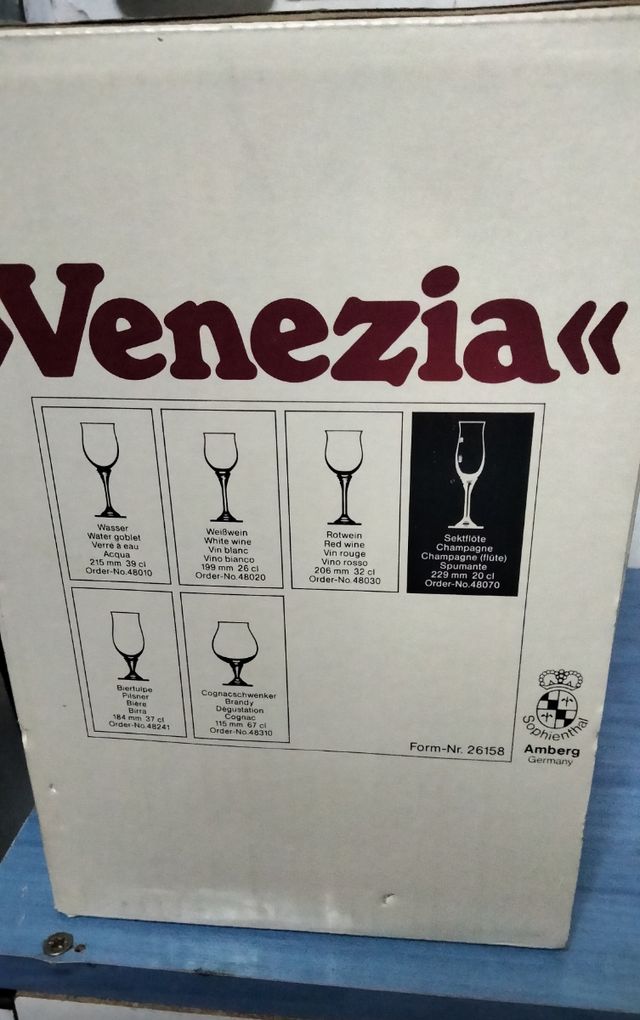 »Venezia«
Wasser
Water goblet
Verre à eau
Acqua
215 mm 39 cl
Order-No.48010
Weißwein
White wine
Vin blanc
Vino bianco
199 mm 26 cl
Order-No.48020
Rotwein
Red wine
Vin rouge
Vino rosso
206 mm 32 cl
Order-No.48030
Sektflöte
Champagne
Champagne (flúte)
Spumante
229 mm 20 cl
Order-No.48070
Biertulpe
Pilsner
Bière
Birra
184 mm 37 cl
Order-No.48241
Cognacschwenker
Brandy
Dégustation
Cognac
115 mm 67 cl
Order-No.48310
Form-Nr. 26158
Sophienthal
Amberg
Germany